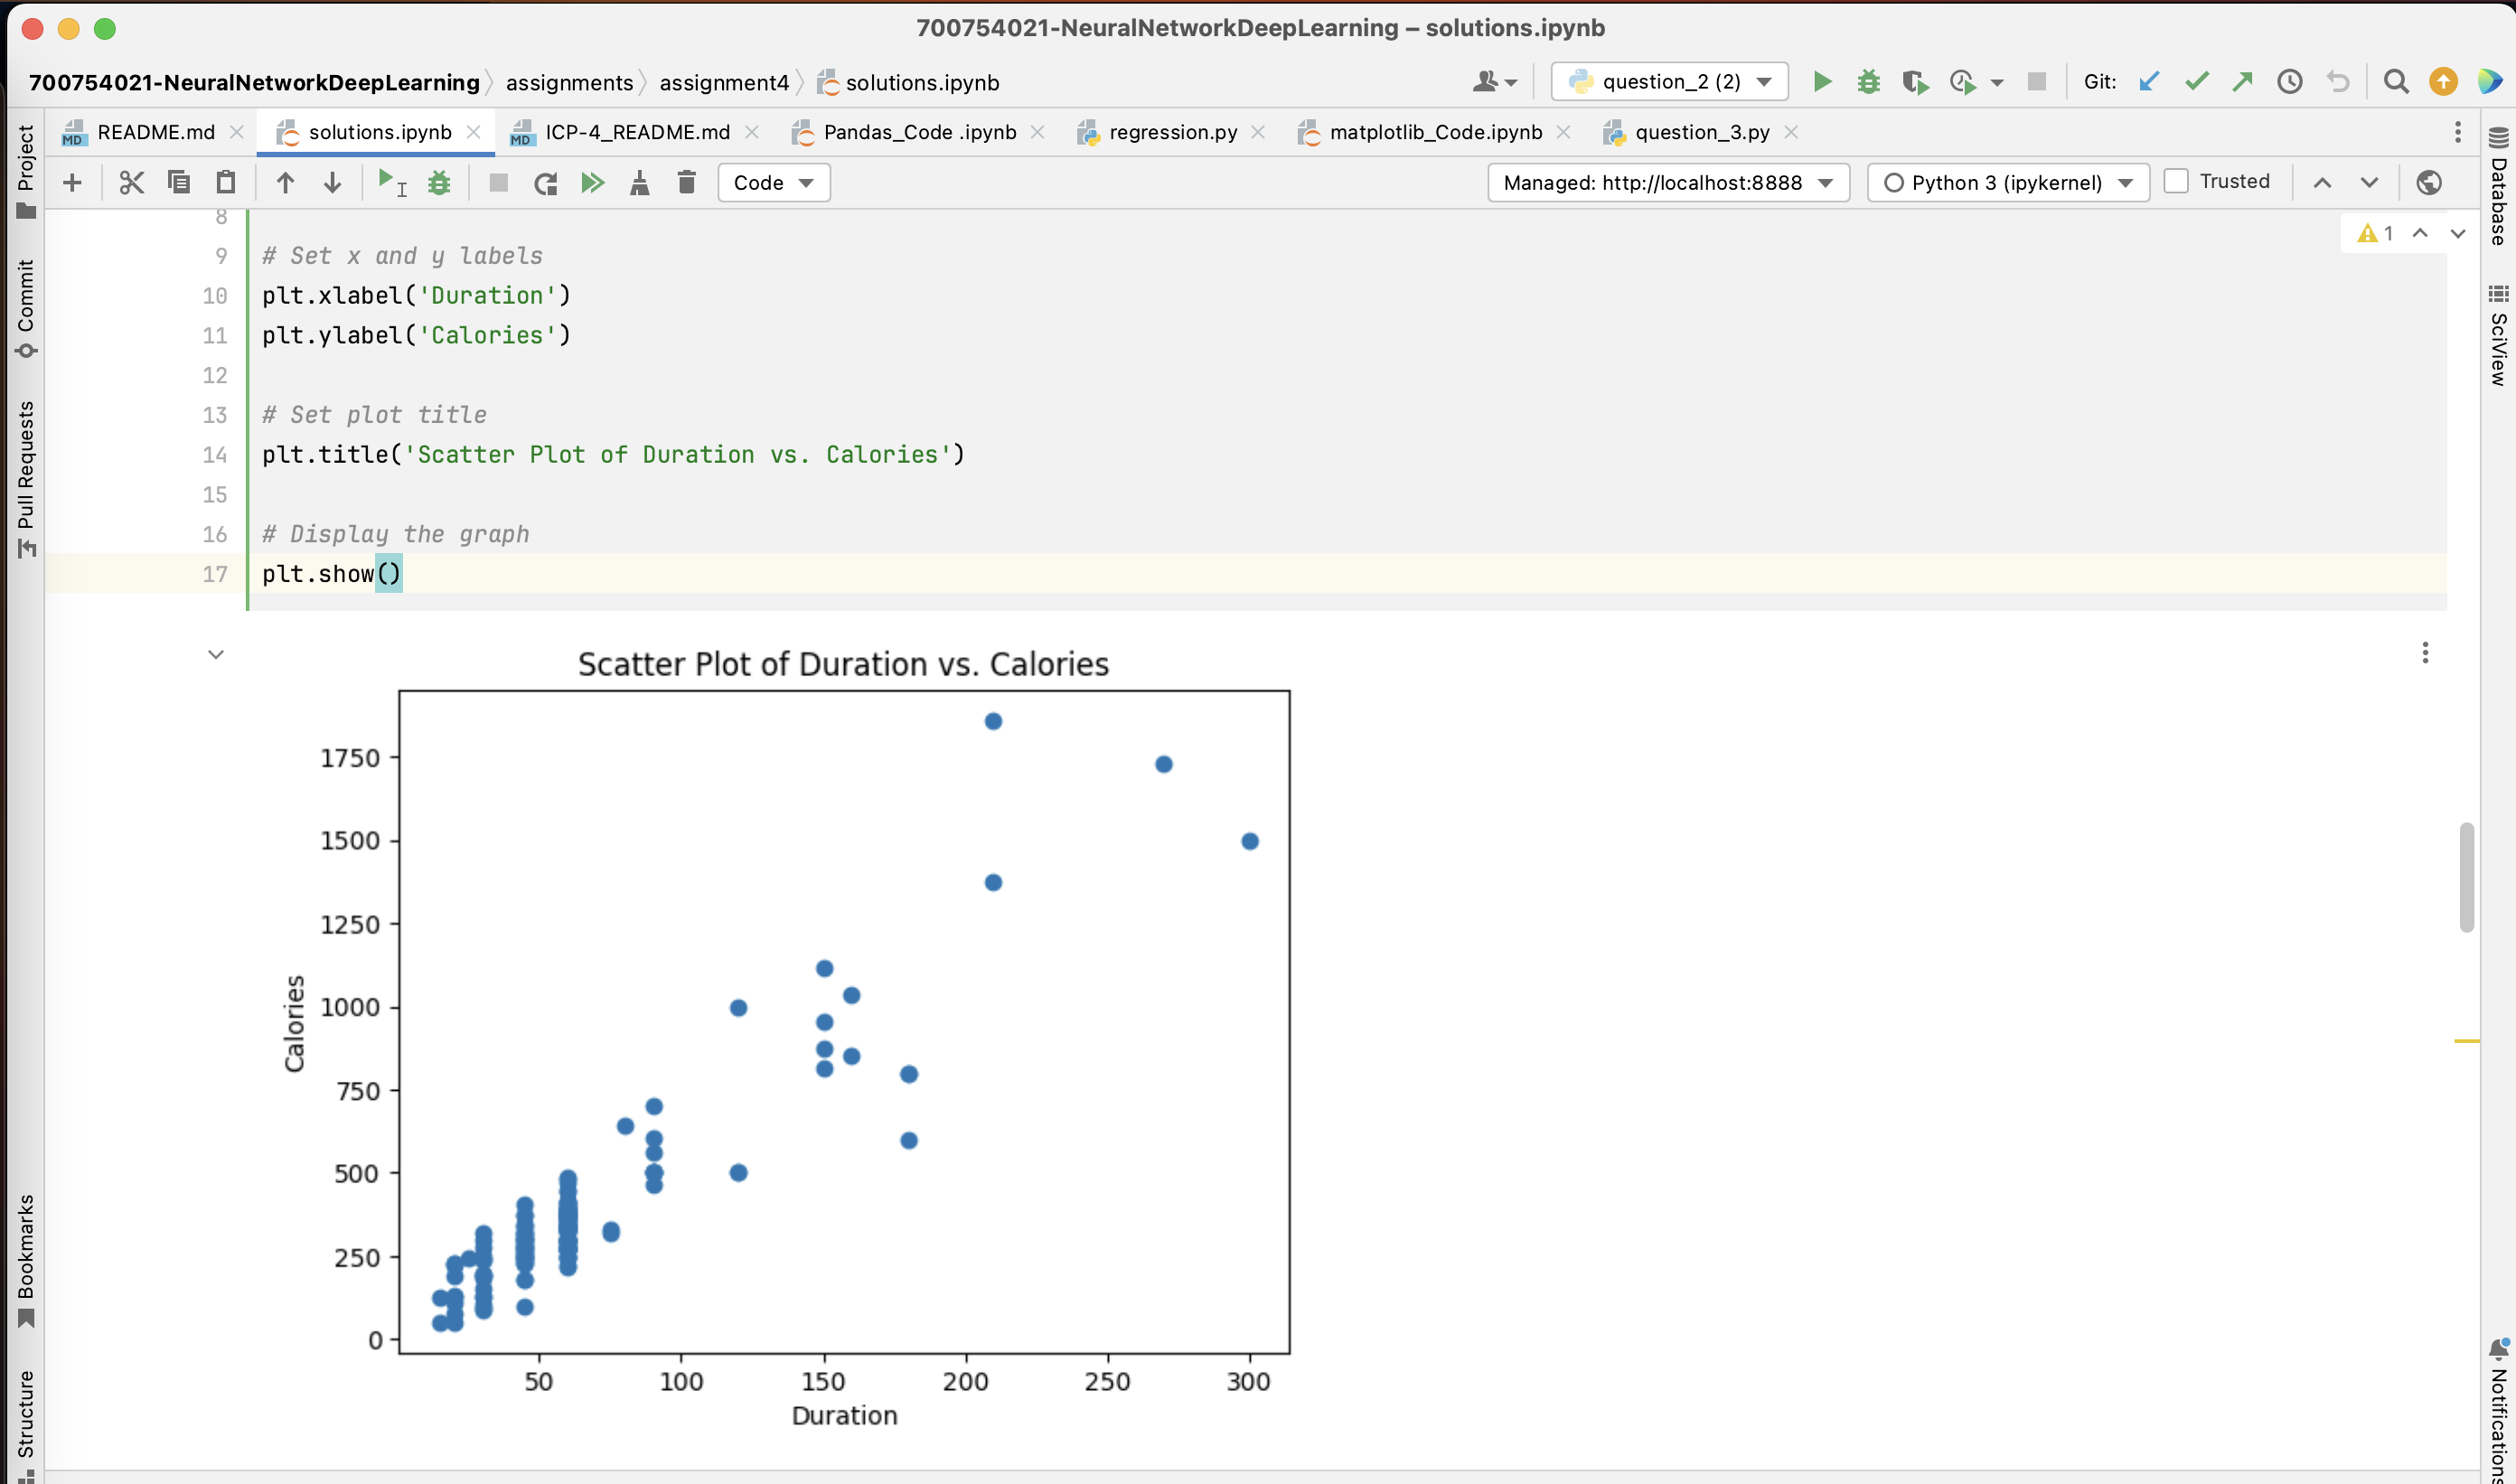 700754021-NeuralNetworkDeepLearning – solutions.ipynb
700754021-NeuralNetworkDeepLearning assignments assignment4 solutions.ipynb question_2 (2) Git:
README.md solutions.ipynb ICP-4_README.md Pandas_Code .ipynb regression.py matplotlib_Code.ipynb question_3.py
Code Managed: http://localhost:8888 Python 3 (ipykernel) Trusted
Project
Commit
Pull Requests
Bookmarks
Structure
8
9 # Set x and y labels
10 plt.xlabel('Duration')
11 plt.ylabel('Calories')
12
13 # Set plot title
14 plt.title('Scatter Plot of Duration vs. Calories')
15
16 # Display the graph
17 plt.show()
1
Scatter Plot of Duration vs. Calories
1750
1500
1250
1000
750
500
250
0
Calories
50 100 150 200 250 300
Duration
Database
SciView
Notifications